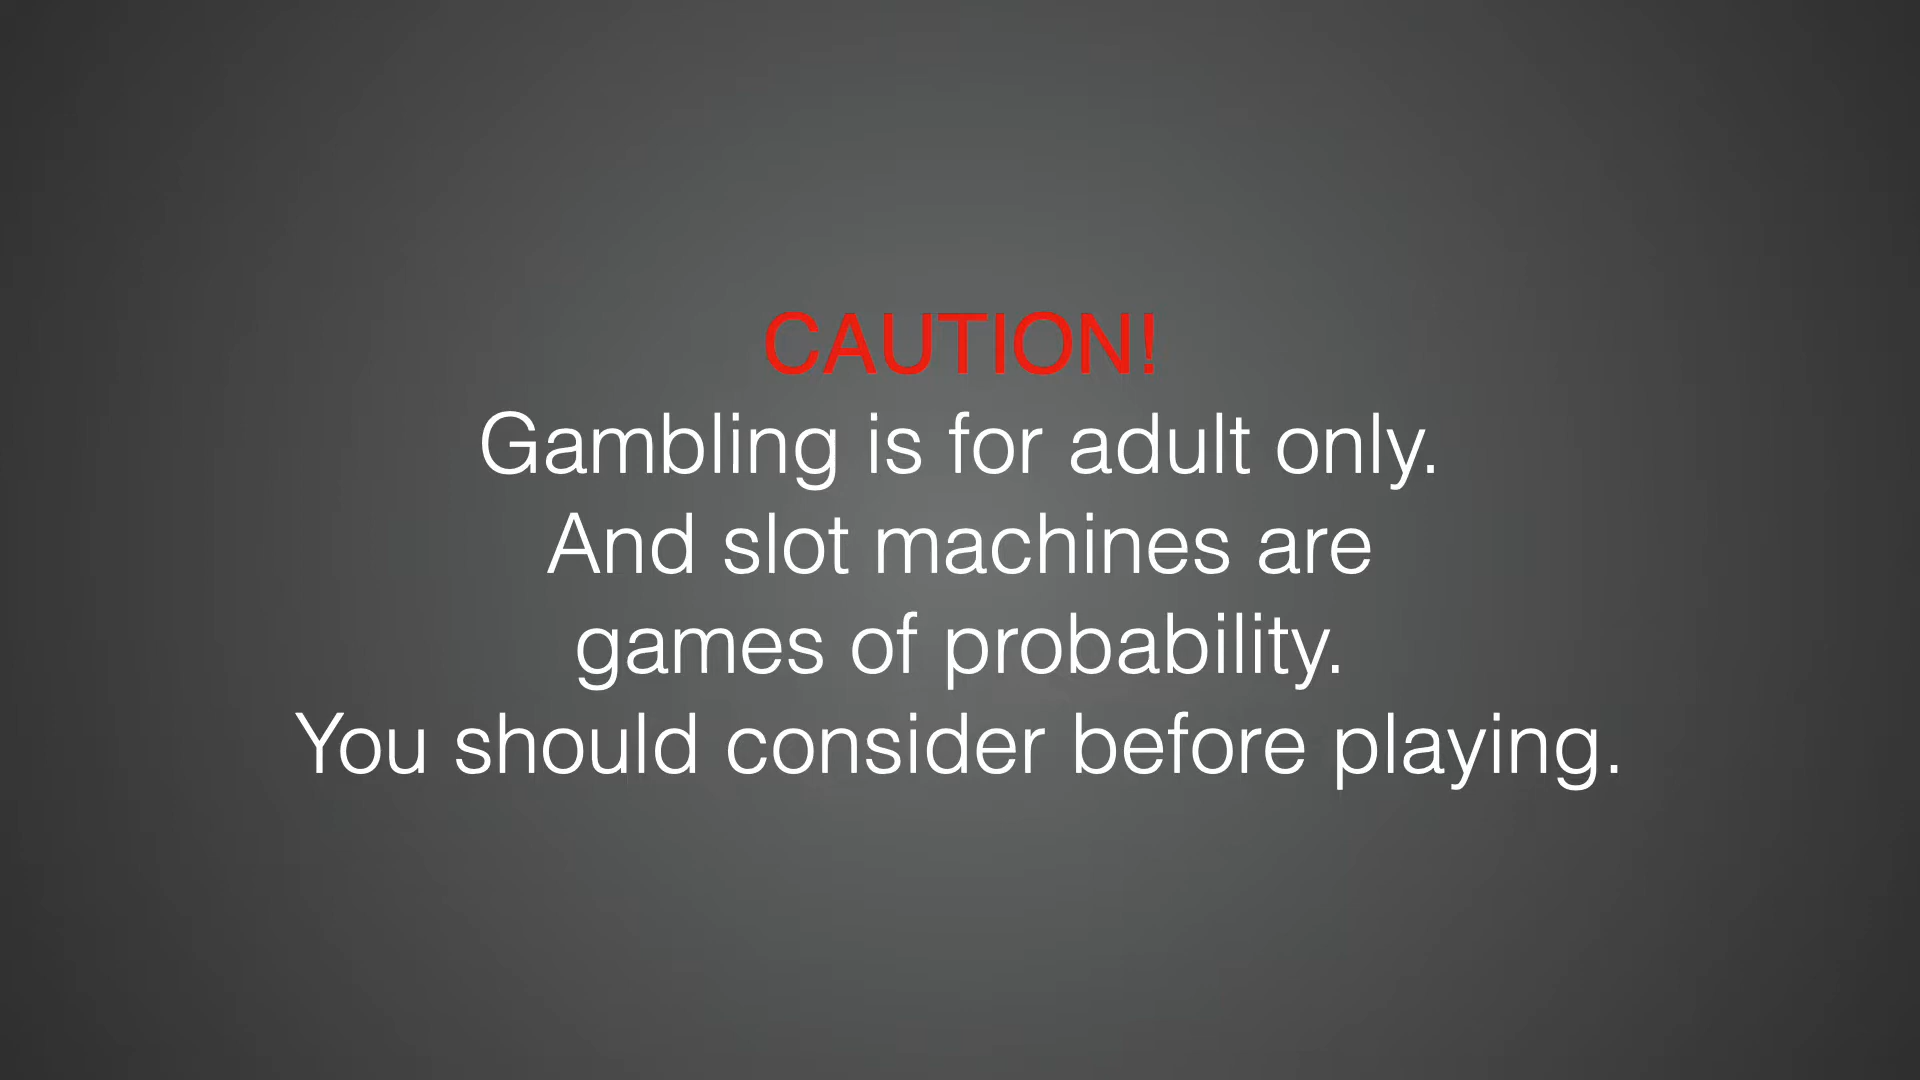 CAUTION!
Gambling is for adult only.
And slot machines are
games of probability.
You should consider before playing.